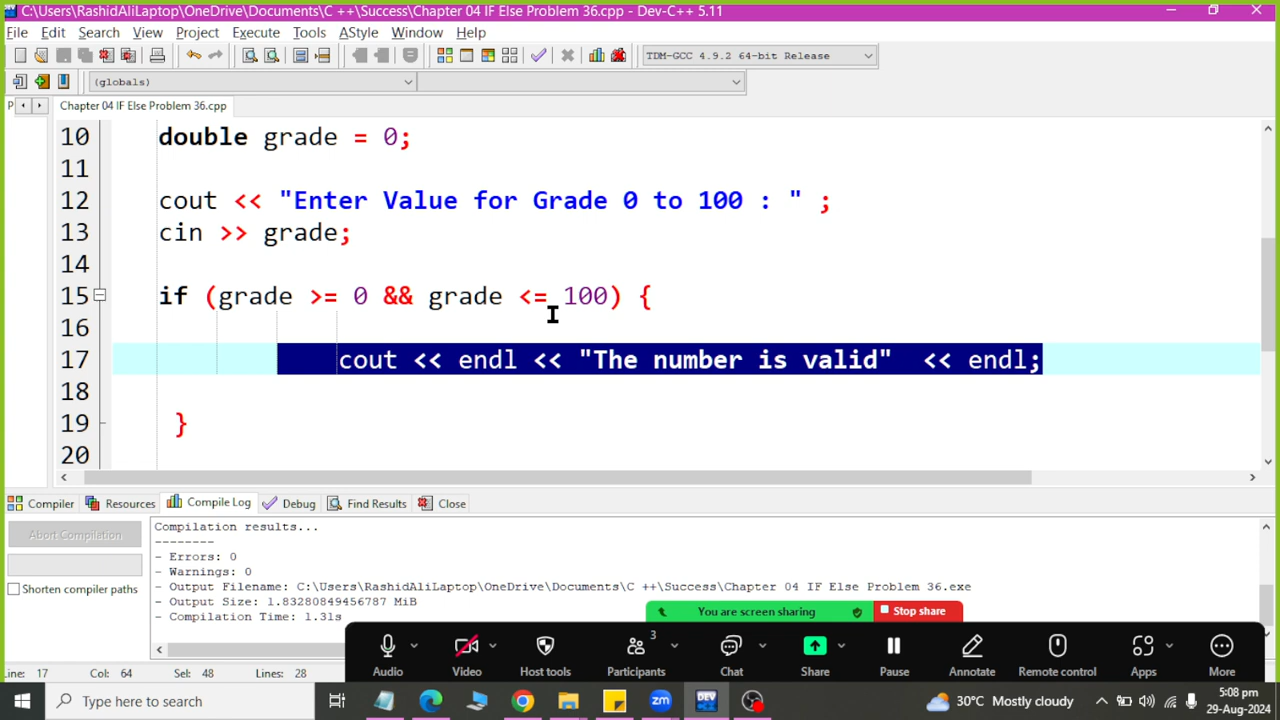 C:\Users\RashidAliLaptop\OneDrive\Documents\C ++\Success\Chapter 04 IF Else Problem 36.cpp - Dev-C++ 5.11
File Edit Search View Project Execute Tools AStyle Window Help
TDM-GCC 4.9.2 64-bit Release
(globals)
P Chapter 04 IF Else Problem 36.cpp
10 double grade = 0;
11
12 cout << "Enter Value for Grade 0 to 100 : " ;
13 cin >> grade;
14
15 if (grade >= 0 && grade <= 100) {
16
17 cout << endl << "The number is valid"  << endl;
18
19 }
20
Compiler Resources Compile Log Debug Find Results Close
Abort Compilation
Shorten compiler paths
Compilation results...
--------
- Errors: 0
- Warnings: 0
- Output Filename: C:\Users\RashidAliLaptop\OneDrive\Documents\C ++\Success\Chapter 04 IF Else Problem 36.exe
- Output Size: 1.83280849456787 MiB
- Compilation Time: 1.31s
You are screen sharing Stop share
3
Audio Video Host tools Participants Chat Share Pause Annotate Remote control Apps More
Line: 17 Col: 64 Sel: 48 Lines: 28
Type here to search
zm
DEV
30°C Mostly cloudy
5:08 pm
29-Aug-2024